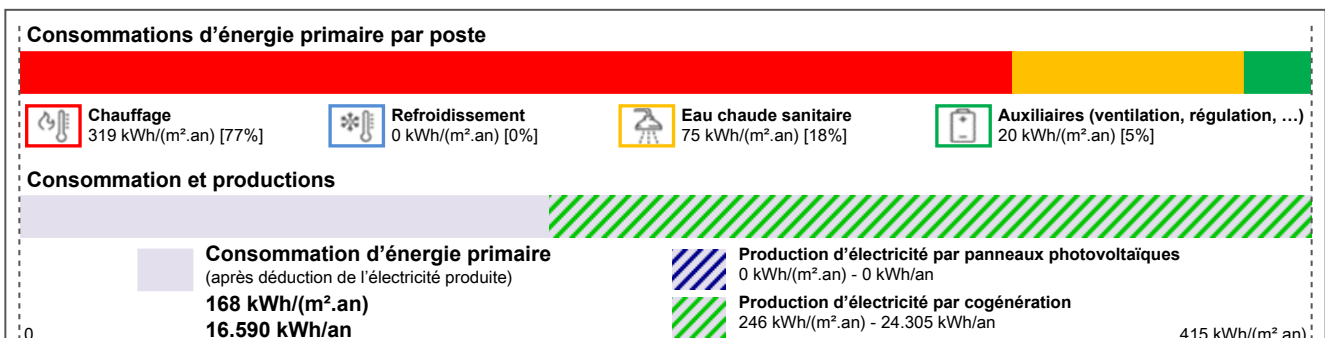 Consommations d'énergie primaire par poste
Chauffage
319 kWh/(m².an) [77%]
Refroidissement
0 kWh/(m².an) [0%]
Eau chaude sanitaire
75 kWh/(m².an) [18%]
Auxiliaires (ventilation, régulation, …)
20 kWh/(m².an) [5%]
Consommation et productions
Consommation d'énergie primaire
(après déduction de l'électricité produite)
168 kWh/(m².an)
16.590 kWh/an
Production d'électricité par panneaux photovoltaïques
0 kWh/(m².an) - 0 kWh/an
Production d'électricité par cogénération
246 kWh/(m².an) - 24.305 kWh/an
0
415 kWh/(m².an)